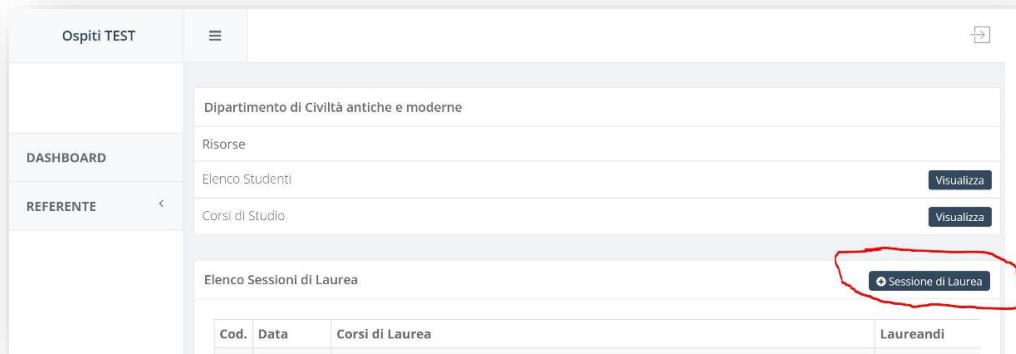 Ospiti TEST
Dipartimento di Civiltà antiche e moderne
Risorse
DASHBOARD
Elenco Studenti Visualizza
REFERENTE
Corsi di Studio Visualizza
Elenco Sessioni di Laurea Sessione di Laurea
Cod. Data Corsi di Laurea Laureandi